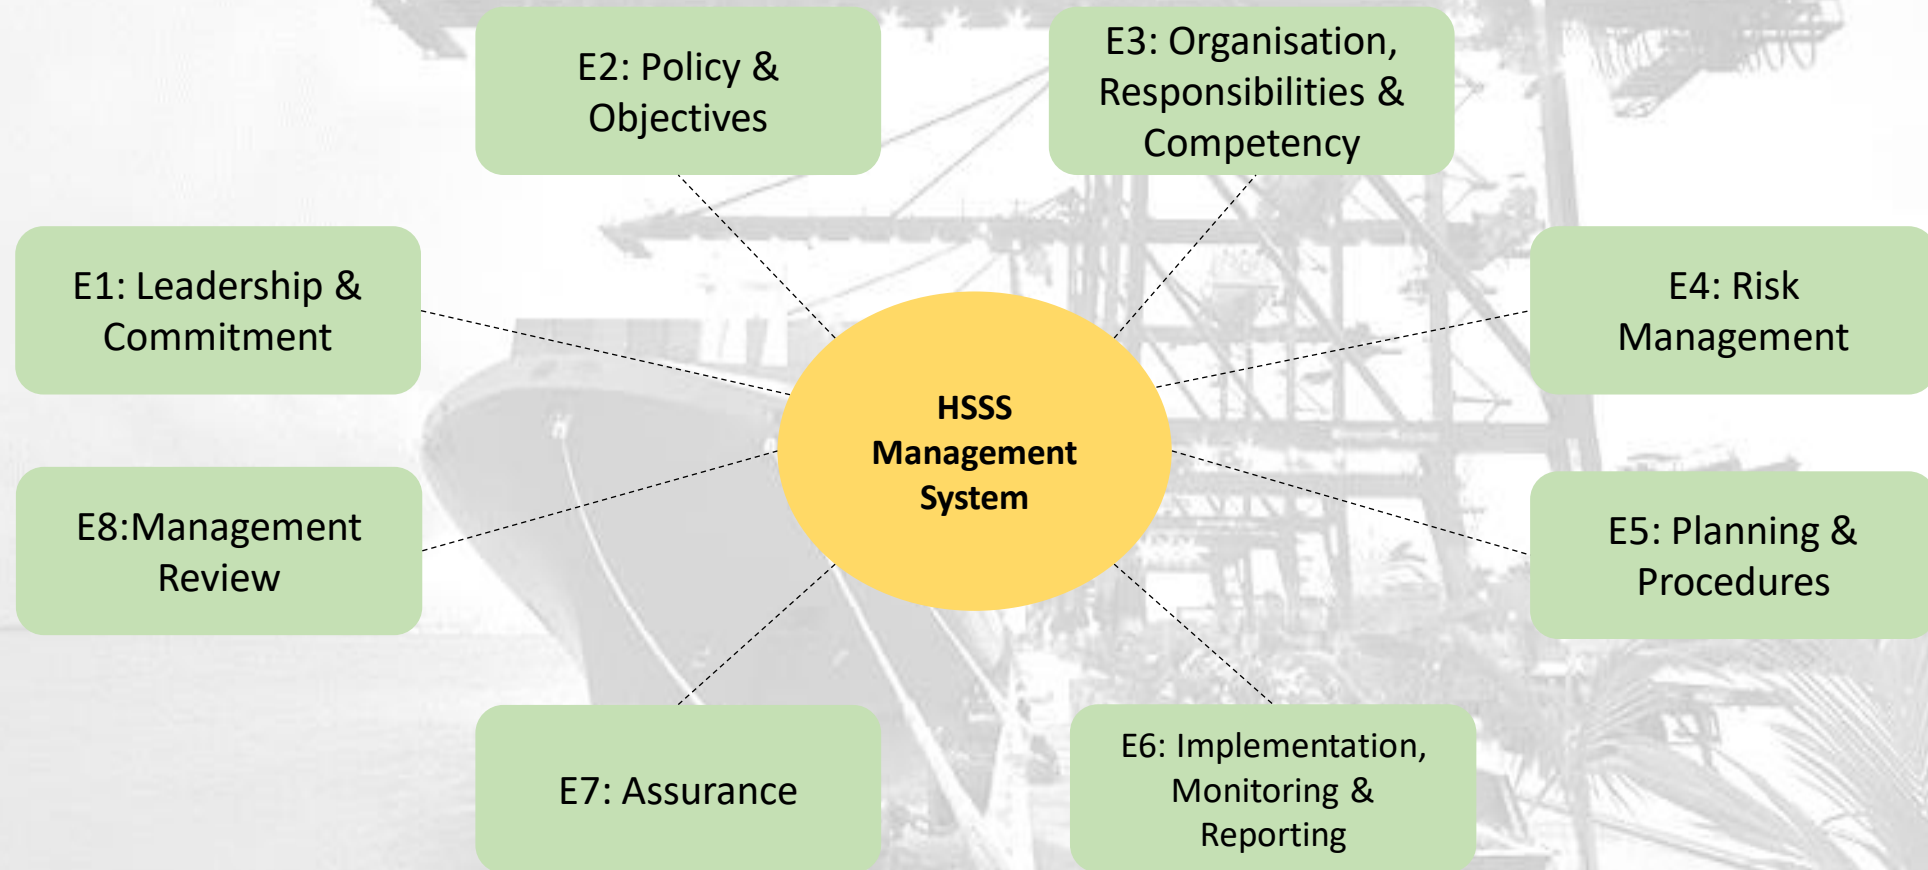 E2: Policy &
Objectives
E3: Organisation,
Responsibilities &
Competency
E1: Leadership &
Commitment
E4: Risk
Management
HSSS
Management
System
E8:Management
Review
E5: Planning &
Procedures
E7: Assurance
E6: Implementation,
Monitoring &
Reporting